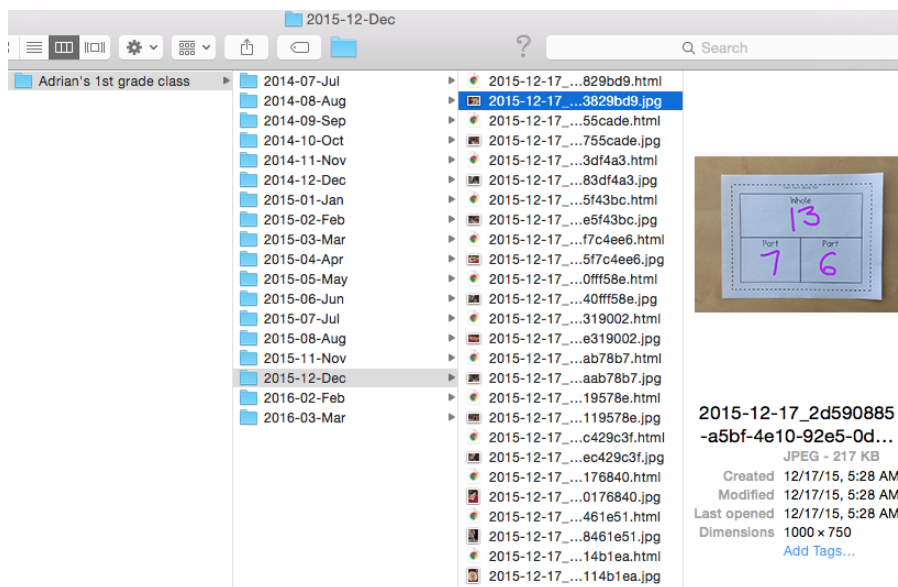 2015-12-Dec
?
Search
Adrian's 1st grade class
2014-07-Jul
2014-08-Aug
2014-09-Sep
2014-10-Oct
2014-11-Nov
2014-12-Dec
2015-01-Jan
2015-02-Feb
2015-03-Mar
2015-04-Apr
2015-05-May
2015-06-Jun
2015-07-Jul
2015-08-Aug
2015-11-Nov
2015-12-Dec
2016-02-Feb
2016-03-Mar
2015-12-17_...829bd9.html
2015-12-17_...3829bd9.jpg
2015-12-17_...55cade.html
2015-12-17_...755cade.jpg
2015-12-17_...3df4a3.html
2015-12-17_...83df4a3.jpg
2015-12-17_...5f43bc.html
2015-12-17_...e5f43bc.jpg
2015-12-17_...f7c4ee6.html
2015-12-17_...5f7c4ee6.jpg
2015-12-17_...0fff58e.html
2015-12-17_...40fff58e.jpg
2015-12-17_...319002.html
2015-12-17_...e319002.jpg
2015-12-17_...ab78b7.html
2015-12-17_...aab78b7.jpg
2015-12-17_...19578e.html
2015-12-17_...119578e.jpg
2015-12-17_...c429c3f.html
2015-12-17_...ec429c3f.jpg
2015-12-17_...176840.html
2015-12-17_...0176840.jpg
2015-12-17_...461e51.html
2015-12-17_...8461e51.jpg
2015-12-17_...14b1ea.html
2015-12-17_...114b1ea.jpg
Whole
13
Part Part
7 6
2015-12-17_2d590885
-a5bf-4e10-92e5-0d...
JPEG - 217 KB
Created 12/17/15, 5:28 AM
Modified 12/17/15, 5:28 AM
Last opened 12/17/15, 5:28 AM
Dimensions 1000 × 750
Add Tags...